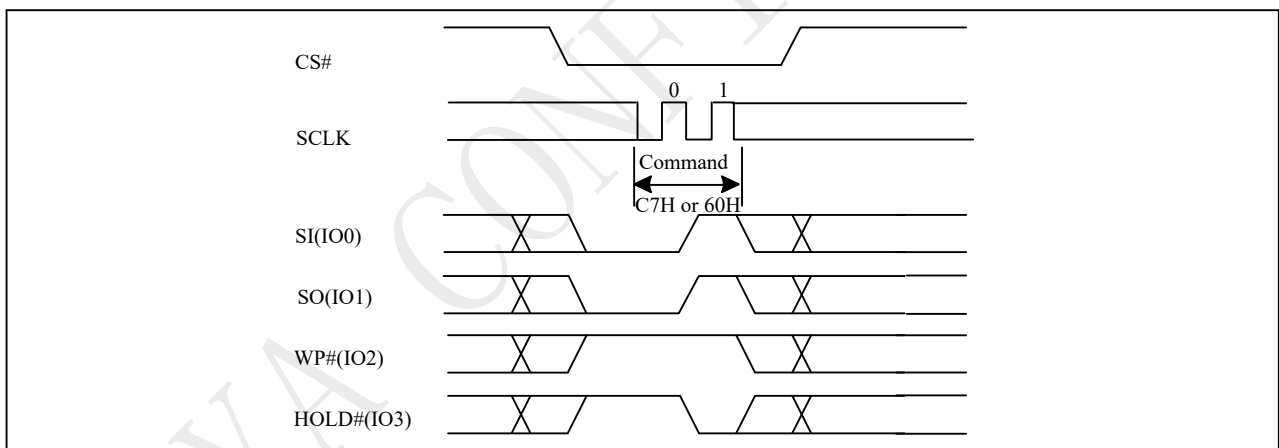 CS#
0 1
SCLK
Command
C7H or 60H
SI(IO0)
SO(IO1)
WP#(IO2)
HOLD#(IO3)